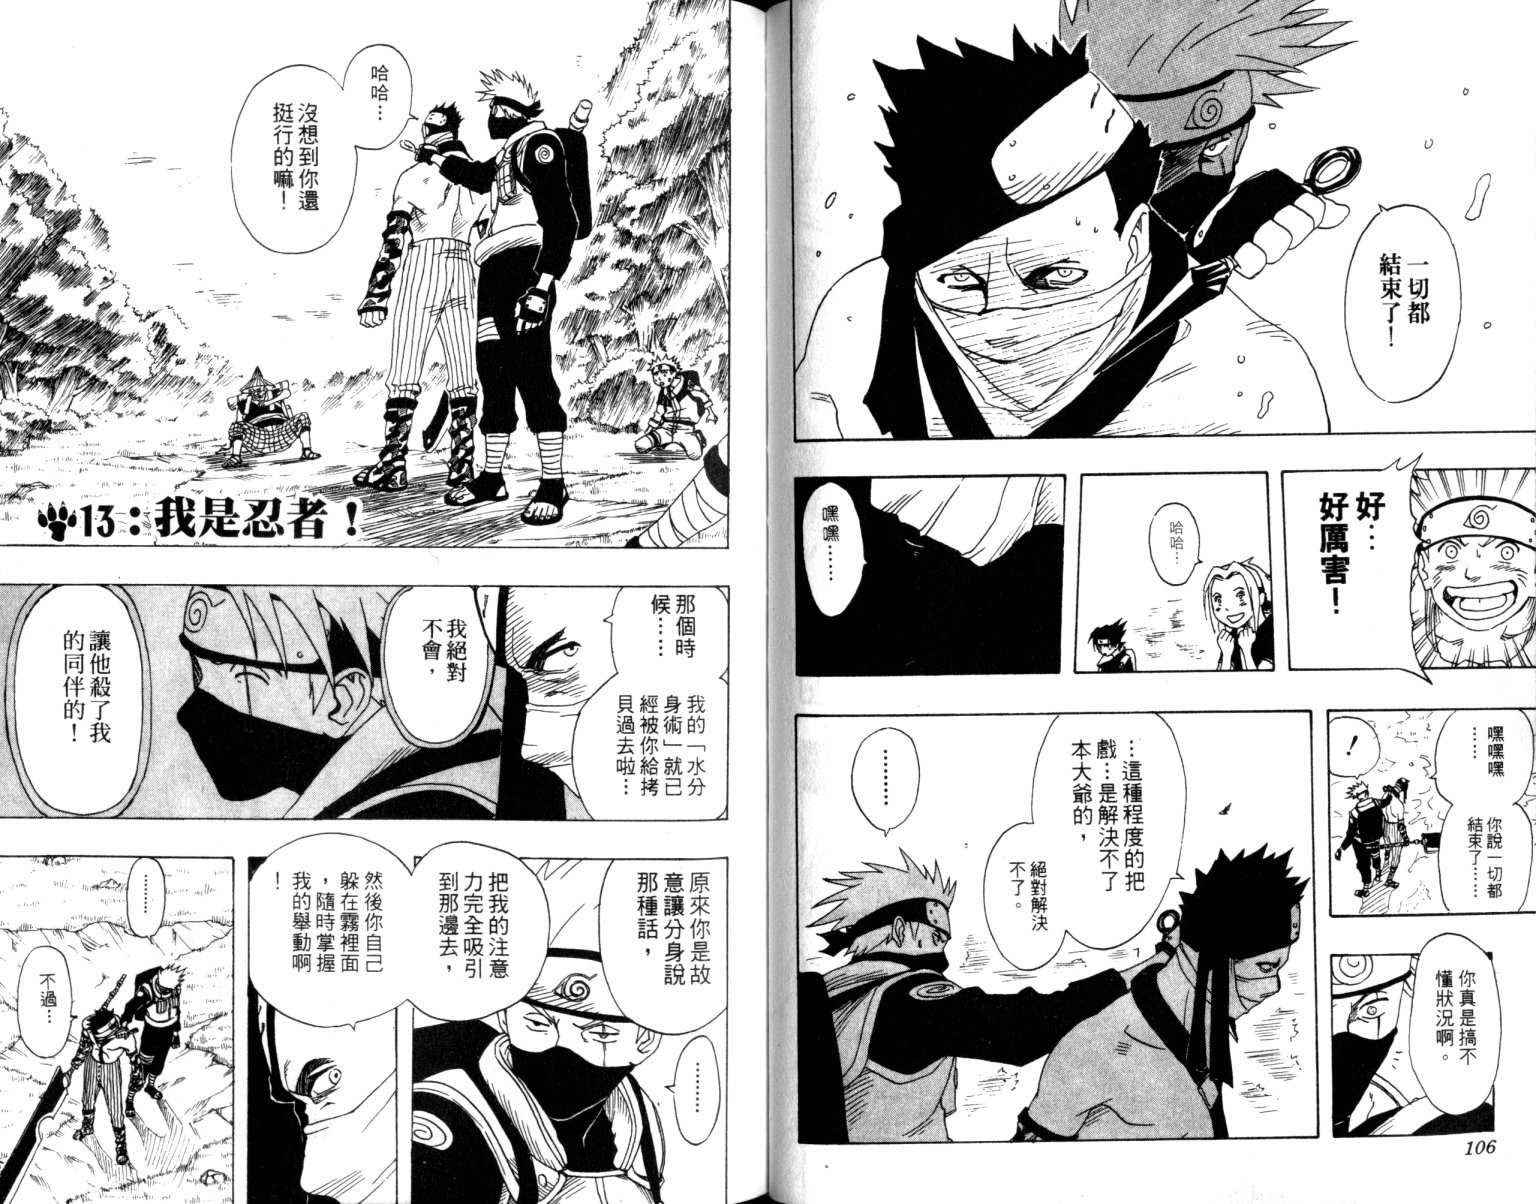 一切都
結束了！
好…
好厲害！
哈哈…
嘿嘿……
嘿嘿嘿
……
你說一切都
結束了……
！
你真是搞不
懂狀況啊。
…這種程度的把
戲…是解決不了
本大爺的，
絕對解決
不了。
………
106
哈哈…
沒想到你還
挺行的嘛！
13：我是忍者！
那個時
候……
我的「水分
身術」就已
經被你給拷
貝過去啦…
我絕對
不會，
讓他殺了我
的同伴的！
原來你是故
意讓分身說
那種話，
把我的注意
力完全吸引
到那邊去，
然後你自己
躲在霧裡面
，隨時掌握
我的舉動啊
！
………
………
不過…